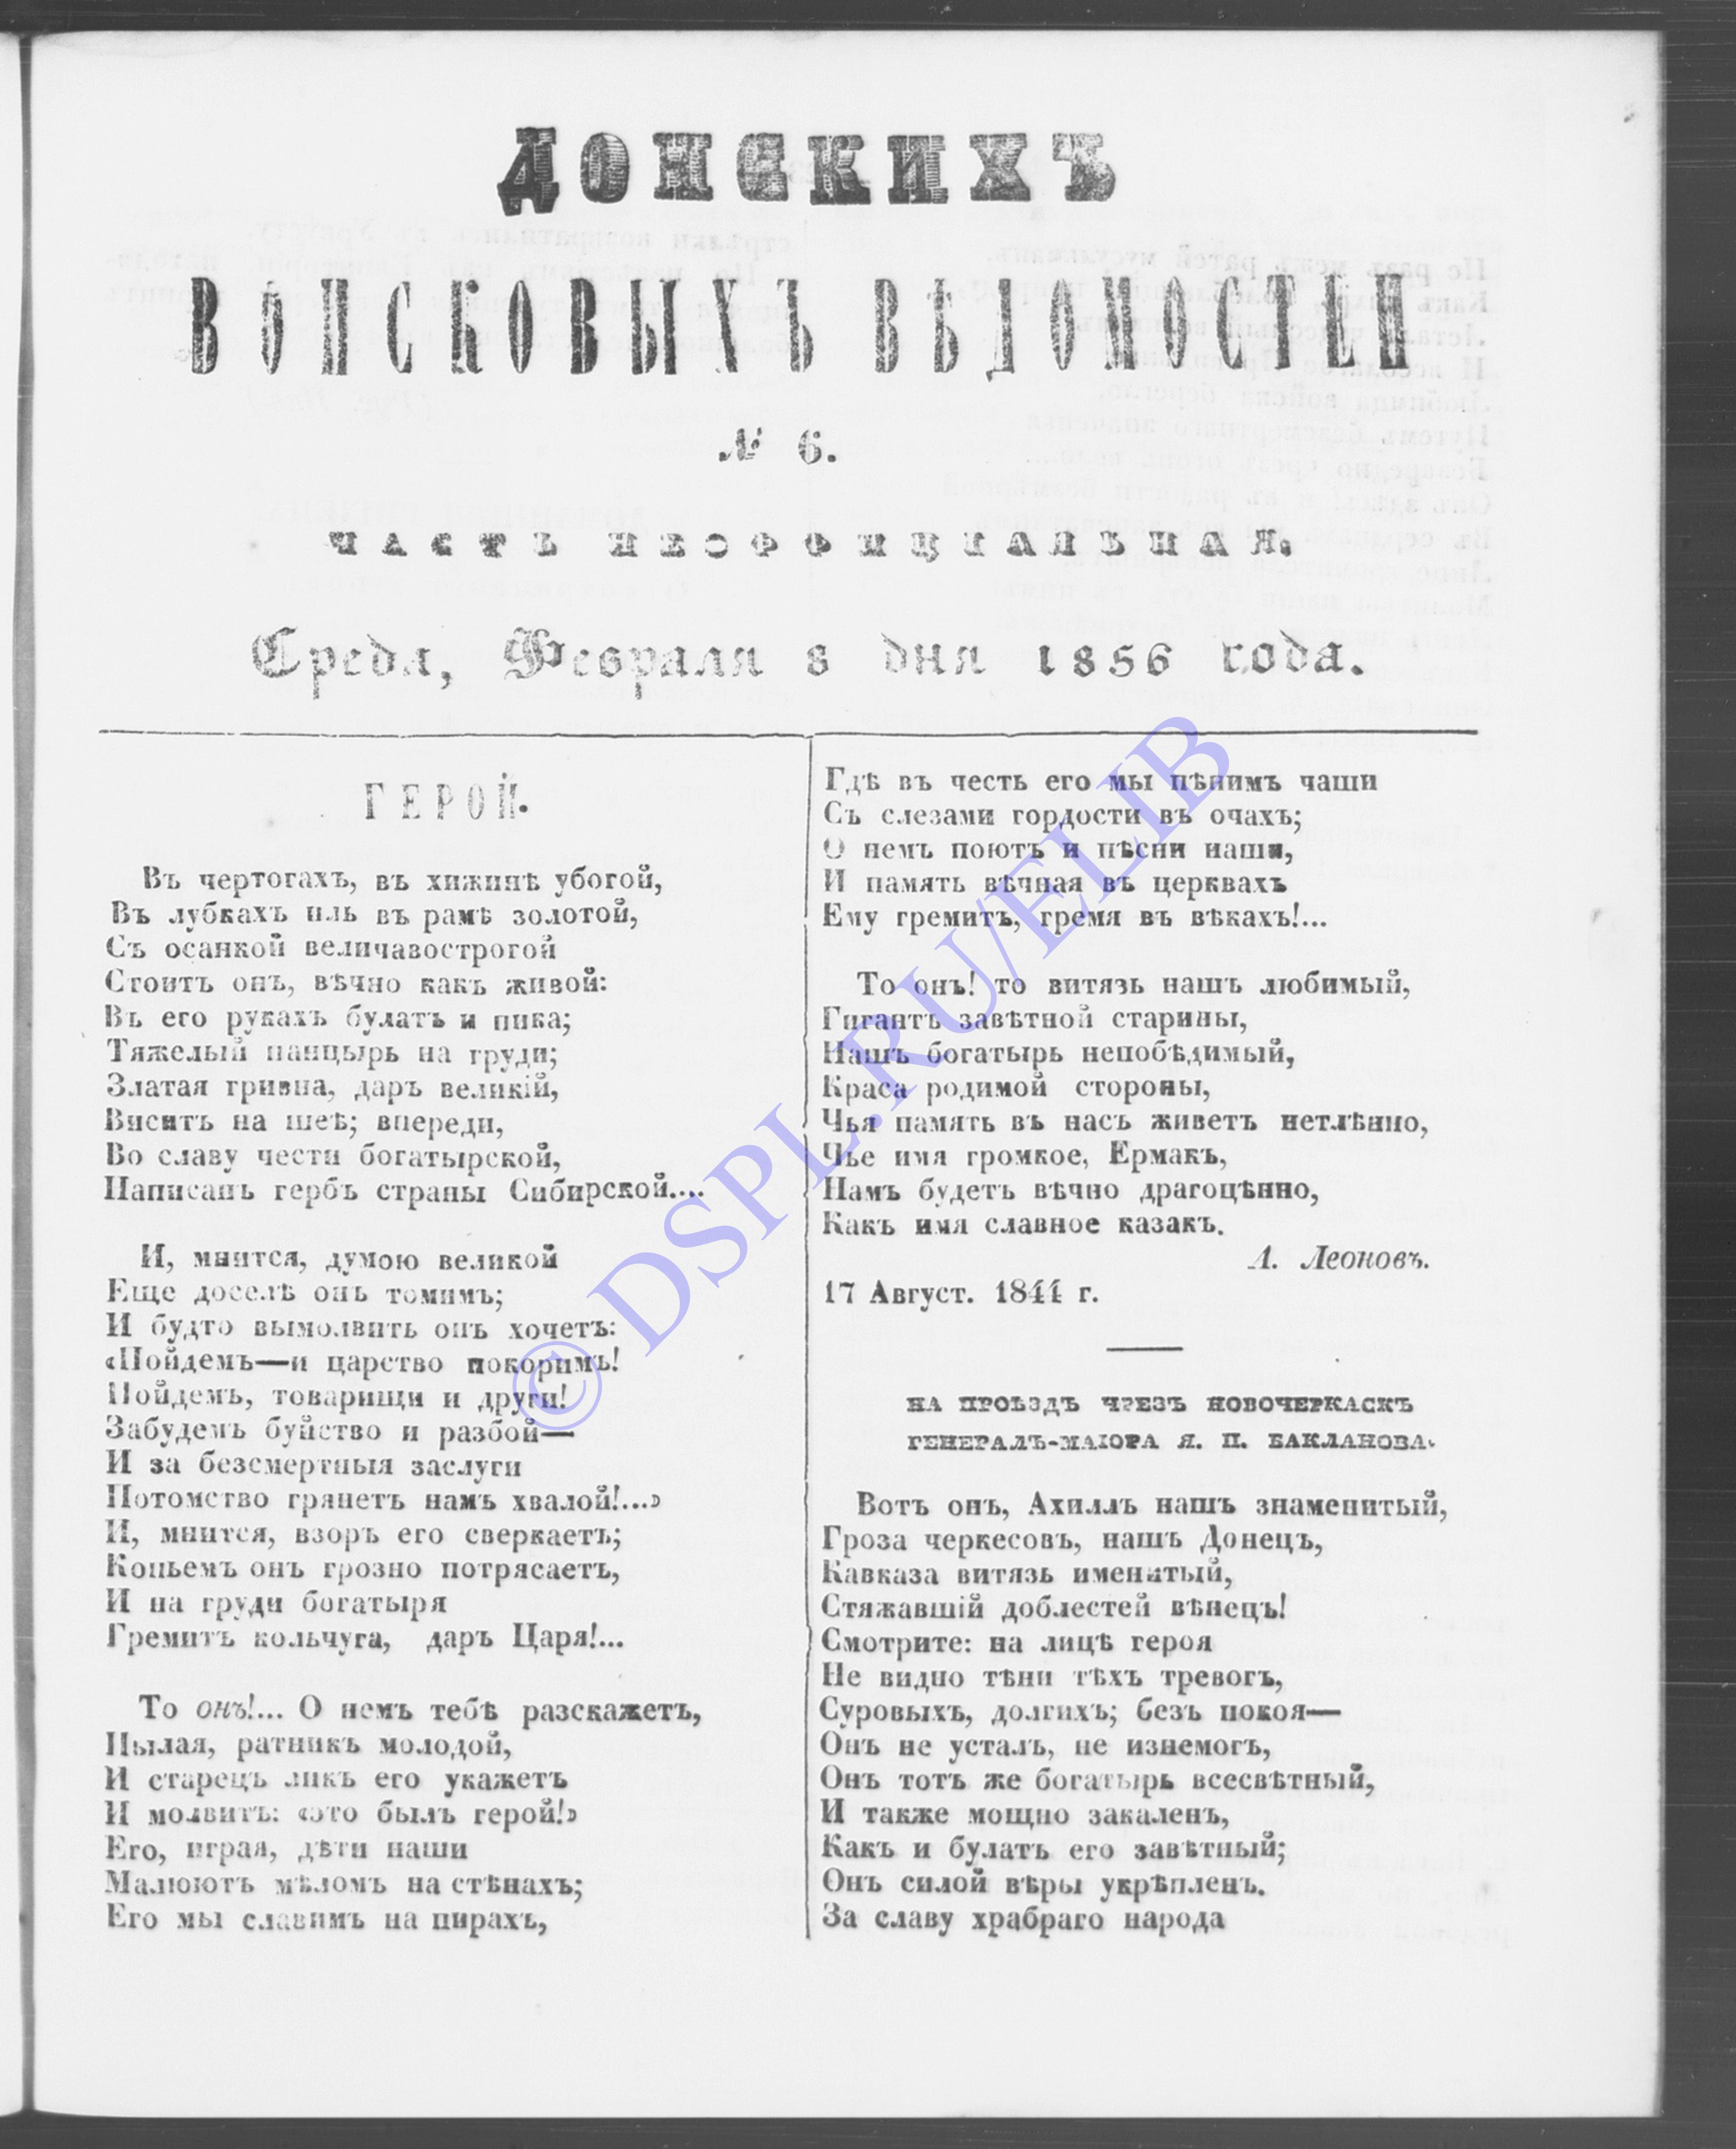 ДОНСКИХЪ
ВОЙСКОВЫХЪ ВѢДОМОСТЕЙ
№ 6.
ЧАСТЬ НЕОФФИЦІАЛЬНАЯ.
Среда, Февраля 8 дня 1856 года.
ГЕРОЙ.
Въ чертогахъ, въ хижинѣ убогой,
Въ лубкахъ иль въ рамѣ золотой,
Съ осанкой величавострогой
Стоитъ онъ, вѣчно какъ живой:
Въ его рукахъ булатъ и пика;
Тяжелый панцырь на груди;
Златая гривна, даръ великій,
Виситъ на шеѣ; впереди,
Во славу чести богатырской,
Написанъ гербъ страны Сибирской....
И, мнится, думою великой
Еще доселѣ онъ томимъ;
И будто вымолвить онъ хочетъ:
«Пойдемъ—и царство покоримъ!
Пойдемъ, товарищи и други!
Забудемъ буйство и разбой—
И за безсмертныя заслуги
Потомство грянетъ намъ хвалой!...»
И, мнится, взоръ его сверкаетъ;
Копьемъ онъ грозно потрясаетъ,
И на груди богатыря
Гремитъ кольчуга, даръ Царя!...
То онъ!... О немъ тебѣ разскажетъ,
Пылая, ратникъ молодой,
И старецъ ликъ его укажетъ
И молвитъ: «это былъ герой!»
Его, играя, дѣти наши
Малюютъ мѣломъ на стѣнахъ;
Его мы славимъ на пирахъ,
Гдѣ въ честь его мы пѣнимъ чаши
Съ слезами гордости въ очахъ;
О немъ поютъ и пѣсни наши,
И память вѣчная въ церквахъ
Ему гремитъ, гремя въ вѣкахъ!...
То онъ! то витязь нашъ любимый,
Гигантъ завѣтной старины,
Нашъ богатырь непобѣдимый,
Краса родимой стороны,
Чья память въ насъ живетъ нетлѣнно,
Чье имя громкое, Ермакъ,
Намъ будетъ вѣчно драгоцѣнно,
Какъ имя славное казакъ.
А. Леоновъ.
17 Август. 1844 г.
НА ПРОѢЗДЪ ЧРЕЗЪ НОВОЧЕРКАСКЪ
ГЕНЕРАЛЪ-МАІОРА Я. П. БАКЛАНОВА.
Вотъ онъ, Ахиллъ нашъ знаменитый,
Гроза черкесовъ, нашъ Донецъ,
Кавказа витязь именитый,
Стяжавшій доблестей вѣнецъ!
Смотрите: на лицѣ героя
Не видно тѣни тѣхъ тревогъ,
Суровыхъ, долгихъ; безъ покоя—
Онъ не усталъ, не изнемогъ,
Онъ тотъ же богатырь всесвѣтный,
И также мощно закаленъ,
Какъ и булатъ его завѣтный;
Онъ силой вѣры укрѣпленъ.
За славу храбраго народа
© DSPL.RU/ELIB